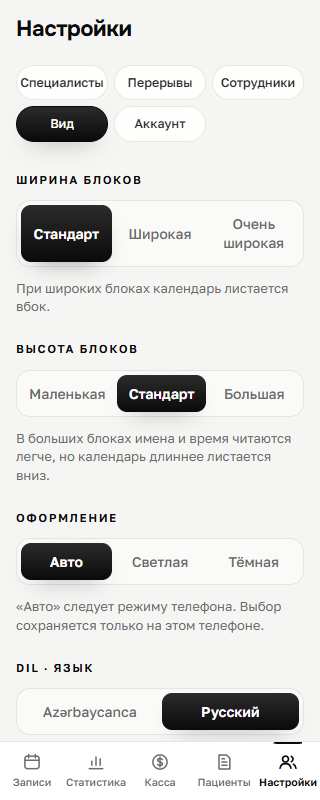 Настройки
Специалисты
Перерывы
Сотрудники
Вид
Аккаунт
ШИРИНА БЛОКОВ
Стандарт
Широкая
Очень
широкая
При широких блоках календарь листается
вбок.
ВЫСОТА БЛОКОВ
Маленькая
Стандарт
Большая
В больших блоках имена и время читаются
легче, но календарь длиннее листается
вниз.
ОФОРМЛЕНИЕ
Авто
Светлая
Тёмная
«Авто» следует режиму телефона. Выбор
сохраняется только на этом телефоне.
DIL · ЯЗЫК
Azərbaycanca
Русский
Записи
Статистика
Касса
Пациенты
Настройки